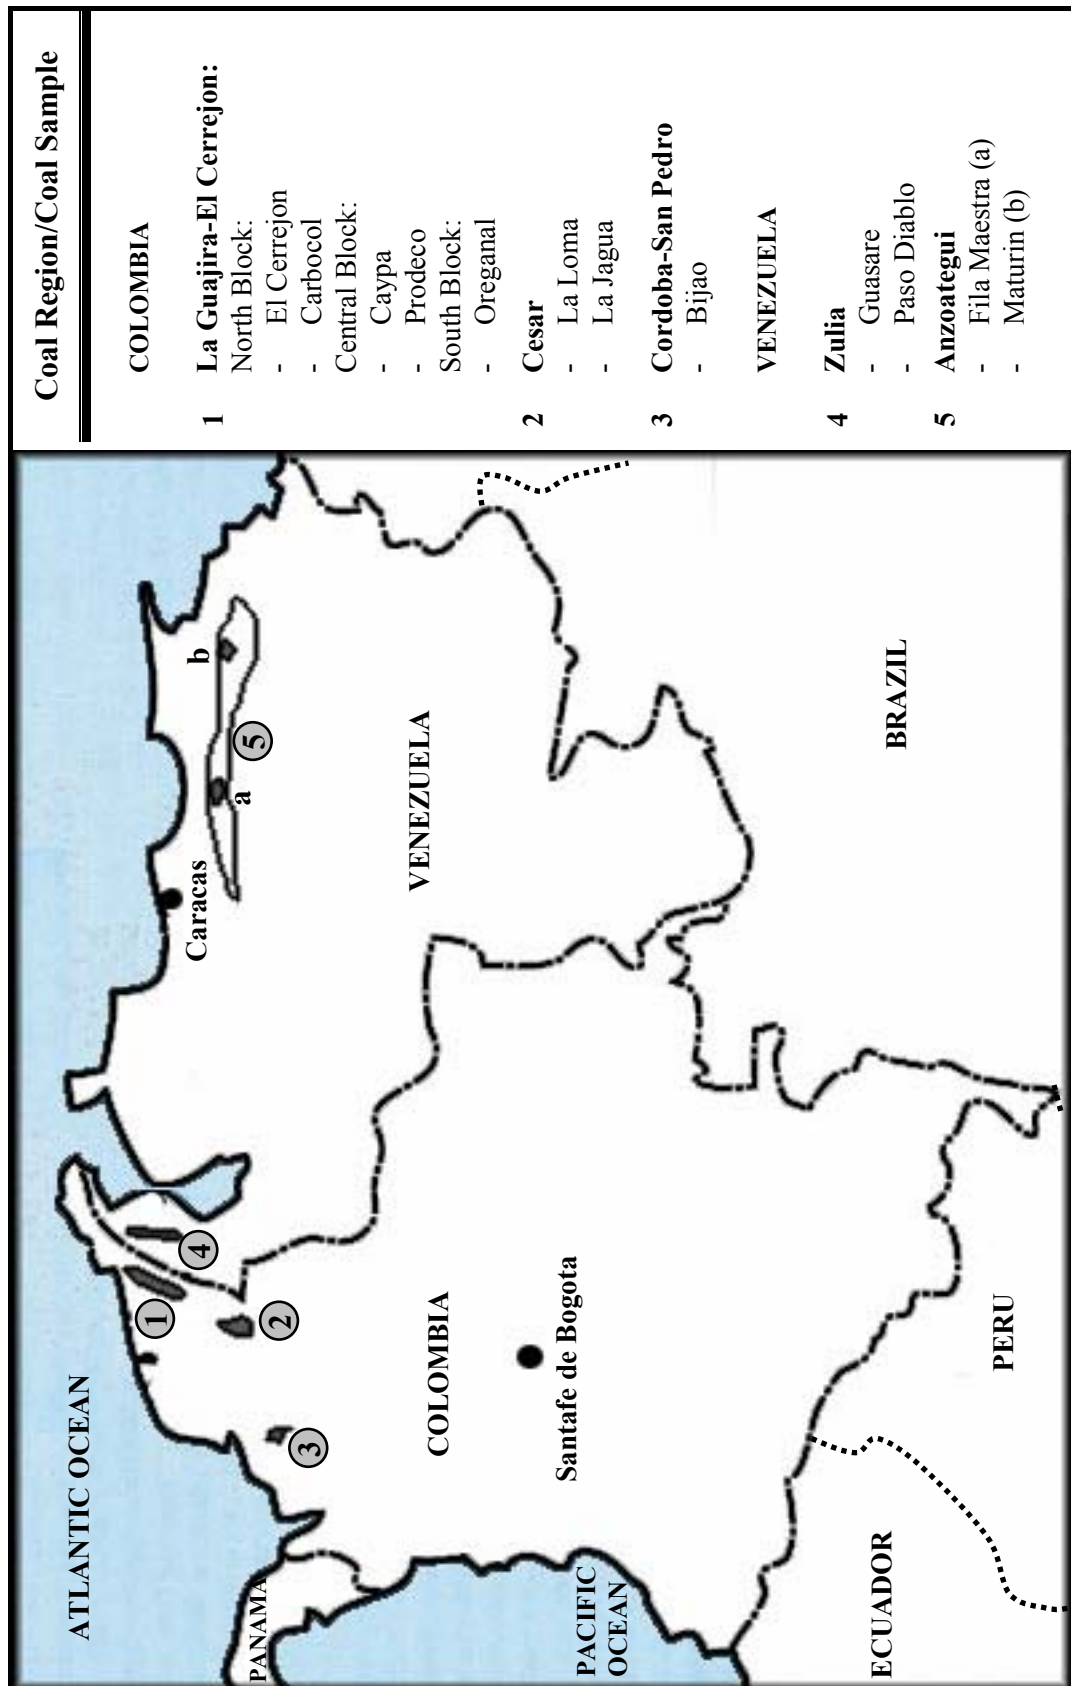 Coal Region/Coal Sample
COLOMBIA
1 La Guajira-El Cerrejon:
North Block:
- El Cerrejon
- Carbocol
Central Block:
- Caypa
- Prodeco
South Block:
- Oreganal
2 Cesar
- La Loma
- La Jagua
3 Cordoba-San Pedro
- Bijao
VENEZUELA
4 Zulia
- Guasare
- Paso Diablo
5 Anzoategui
- Fila Maestra (a)
- Maturin (b)
ATLANTIC OCEAN
1
4
2
3
Caracas
a
5
b
PANAMA
COLOMBIA
VENEZUELA
Santafe de Bogota
PACIFIC
OCEAN
ECUADOR
PERU
BRAZIL